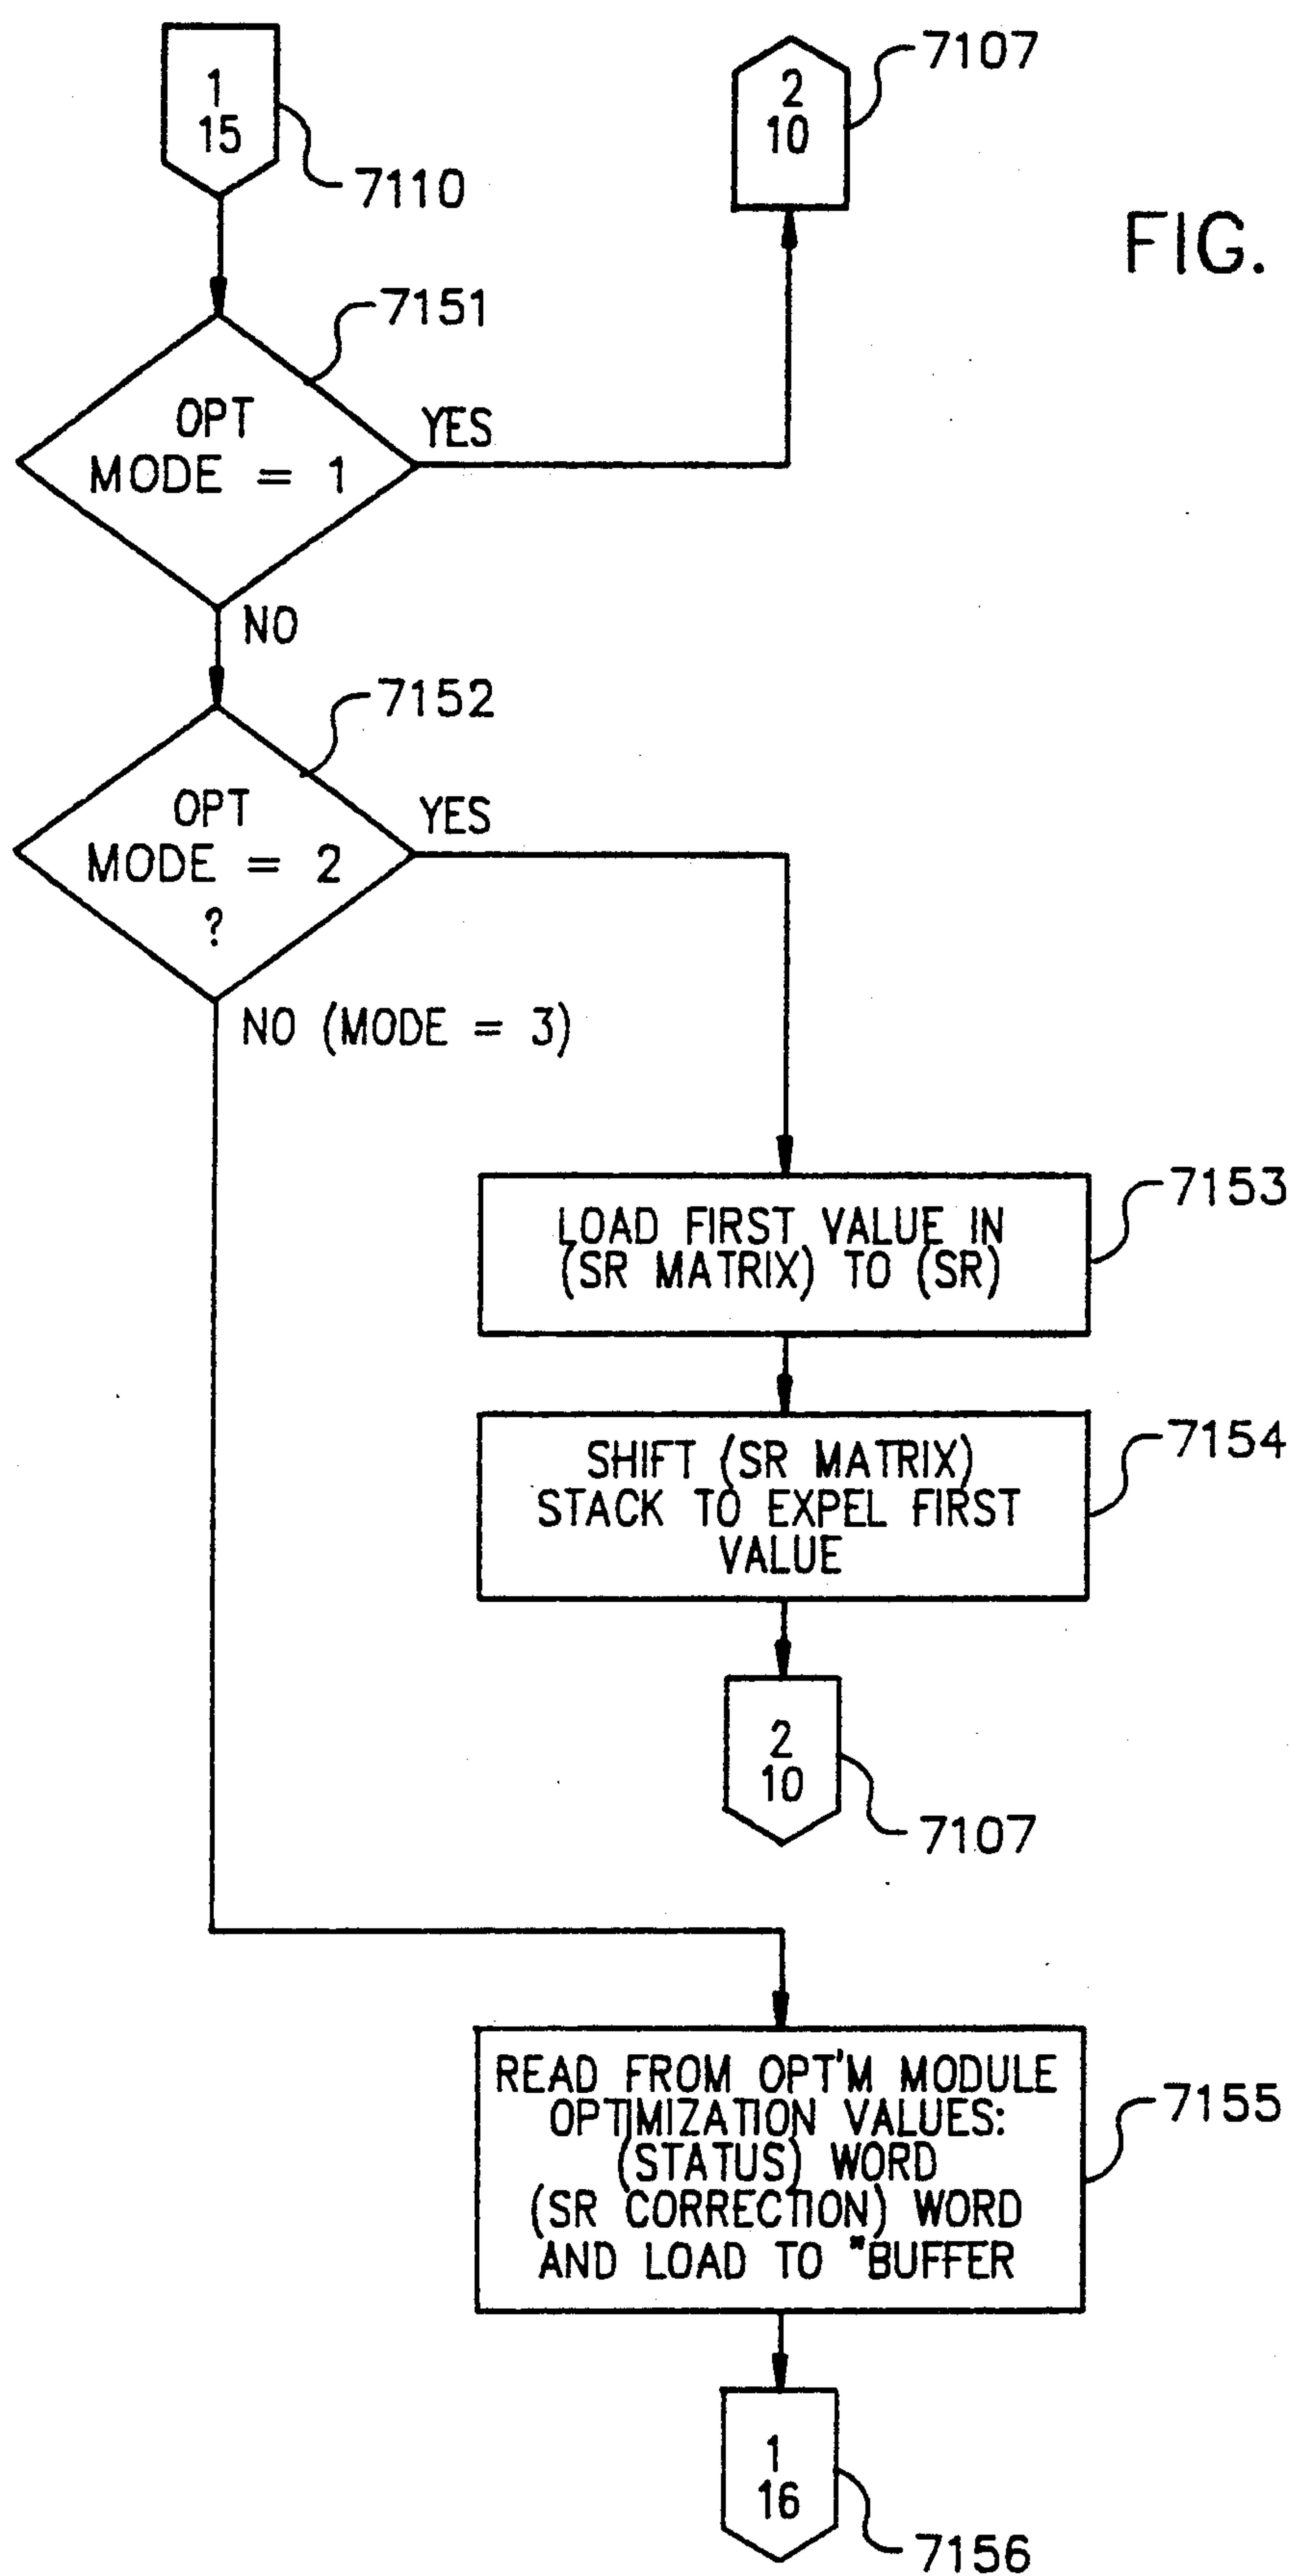 1
15
7110
2
10
7107
FIG.
7151
OPT
MODE = 1
YES
NO
7152
OPT
MODE = 2
?
YES
NO (MODE = 3)
LOAD FIRST VALUE IN
(SR MATRIX) TO (SR)
7153
SHIFT (SR MATRIX)
STACK TO EXPEL FIRST
VALUE
7154
2
10
7107
READ FROM OPT'M MODULE
OPTIMIZATION VALUES:
(STATUS) WORD
(SR CORRECTION) WORD
AND LOAD TO "BUFFER
7155
1
16
7156